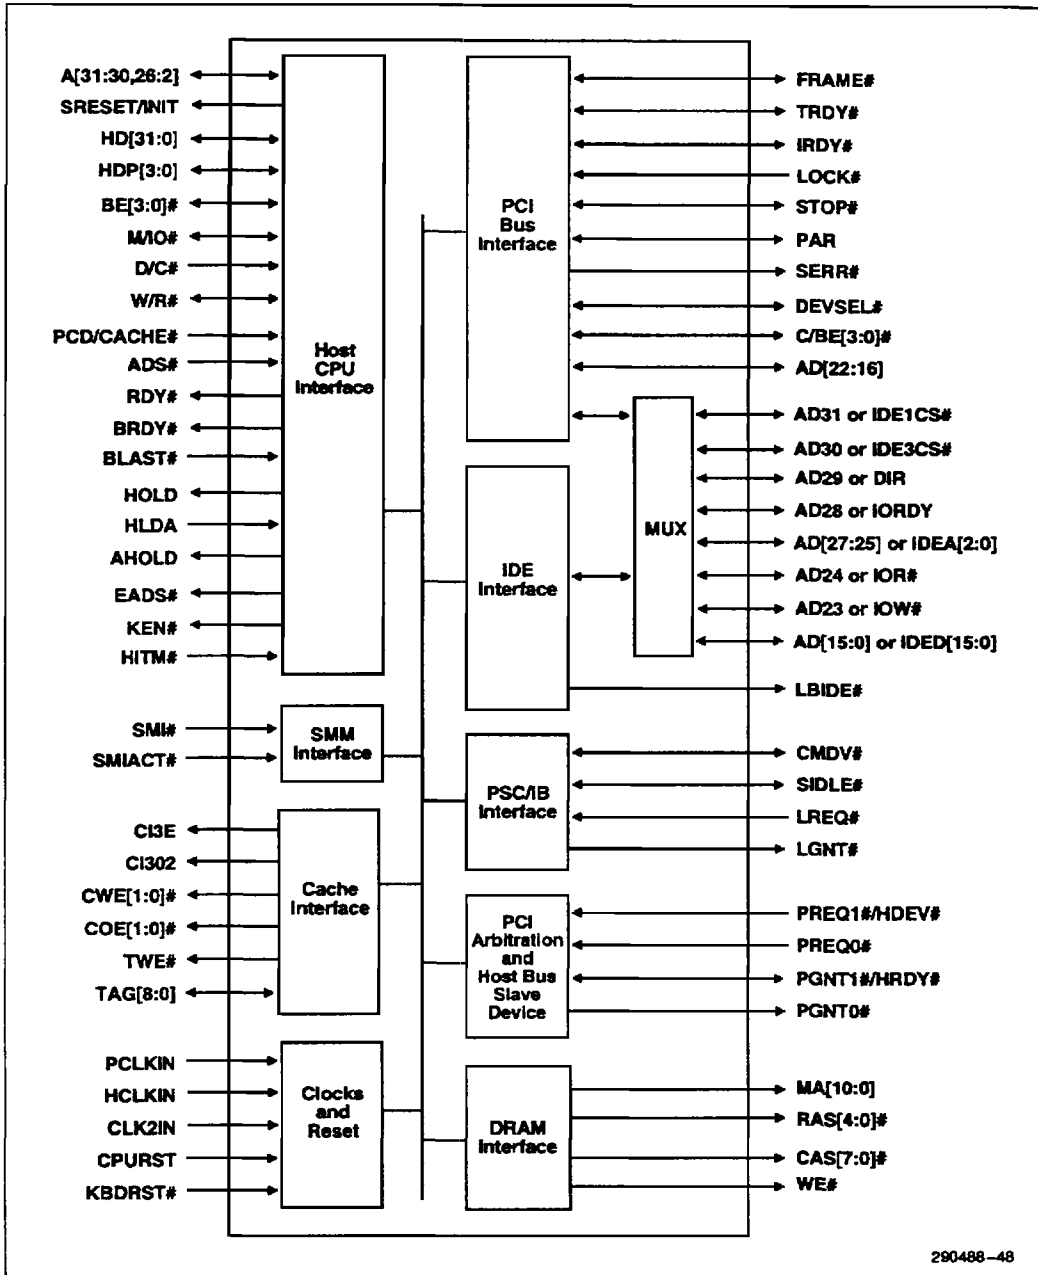 A[31:30,26:2]
SRESET/INIT
HD[31:0]
HDP[3:0]
BE[3:0]#
M/IO#
D/C#
W/R#
PCD/CACHE#
ADS#
RDY#
BRDY#
BLAST#
HOLD
HLDA
AHOLD
EADS#
KEN#
HITM#
Host
CPU
Interface
SMI#
SMIACT#
SMM
Interface
CI3E
CI302
CWE[1:0]#
COE[1:0]#
TWE#
TAG[8:0]
Cache
Interface
PCLKIN
HCLKIN
CLK2IN
CPURST
KBDRST#
Clocks
and
Reset
PCI
Bus
Interface
FRAME#
TRDY#
IRDY#
LOCK#
STOP#
PAR
SERR#
DEVSEL#
C/BE[3:0]#
AD[22:16]
MUX
AD31 or IDE1CS#
AD30 or IDE3CS#
AD29 or DIR
AD28 or IORDY
AD[27:25] or IDEA[2:0]
AD24 or IOR#
AD23 or IOW#
AD[15:0] or IDED[15:0]
IDE
Interface
LBIDE#
PSC/IB
Interface
CMDV#
SIDLE#
LREQ#
LGNT#
PCI
Arbitration
and
Host Bus
Slave
Device
PREQ1#/HDEV#
PREQ0#
PGNT1#/HRDY#
PGNT0#
DRAM
Interface
MA[10:0]
RAS[4:0]#
CAS[7:0]#
WE#
290488-48